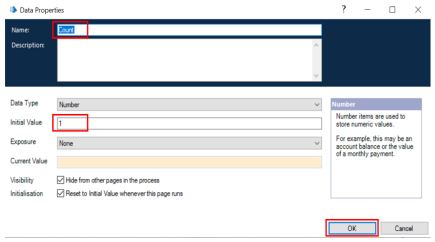 Data Properties
? — □ ×
Name: Count
Description:
Data Type Number
Initial Value 1
Exposure None
Current Value
Visibility Hide from other pages in the process
Initialisation Reset to Initial Value whenever this page runs
Number
Number items are used to
store numeric values.
For example, this may be an
account balance or the value
of a monthly payment.
OK Cancel